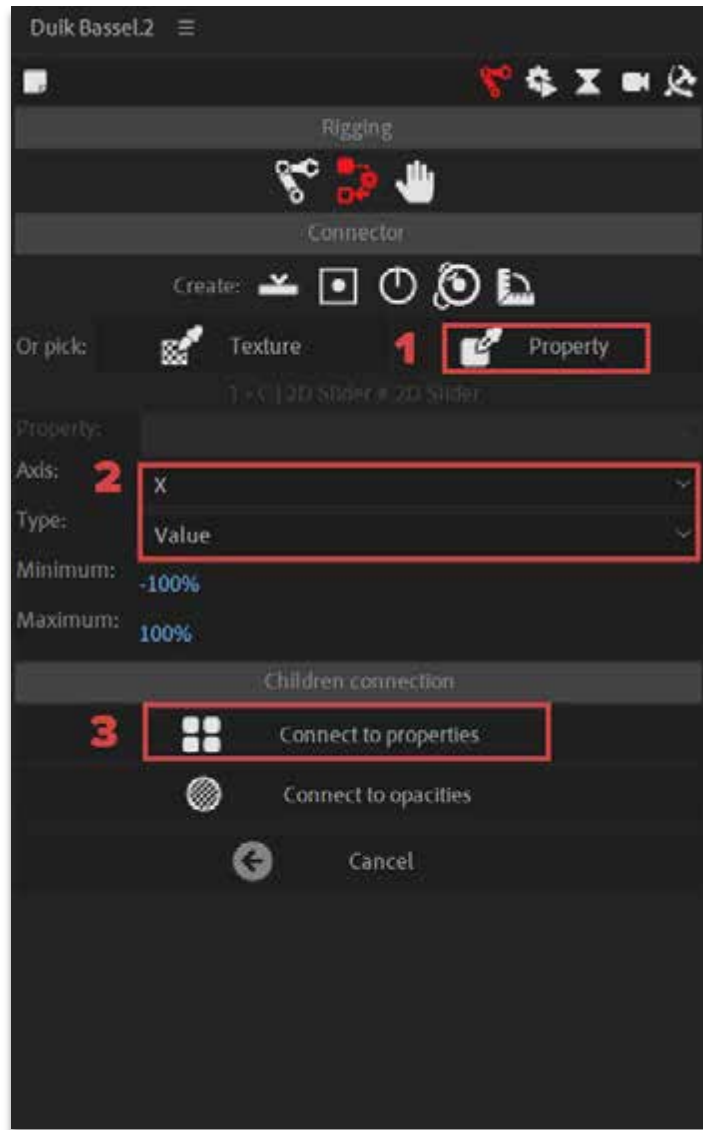 Duik Bassel.2
Rigging
Connector
Create:
Or pick: Texture 1 Property
1 - C | 2D Slider # 2D Slider
Property:
Axis: 2 X
Type: Value
Minimum: -100%
Maximum: 100%
Children connection
3 Connect to properties
Connect to opacities
Cancel